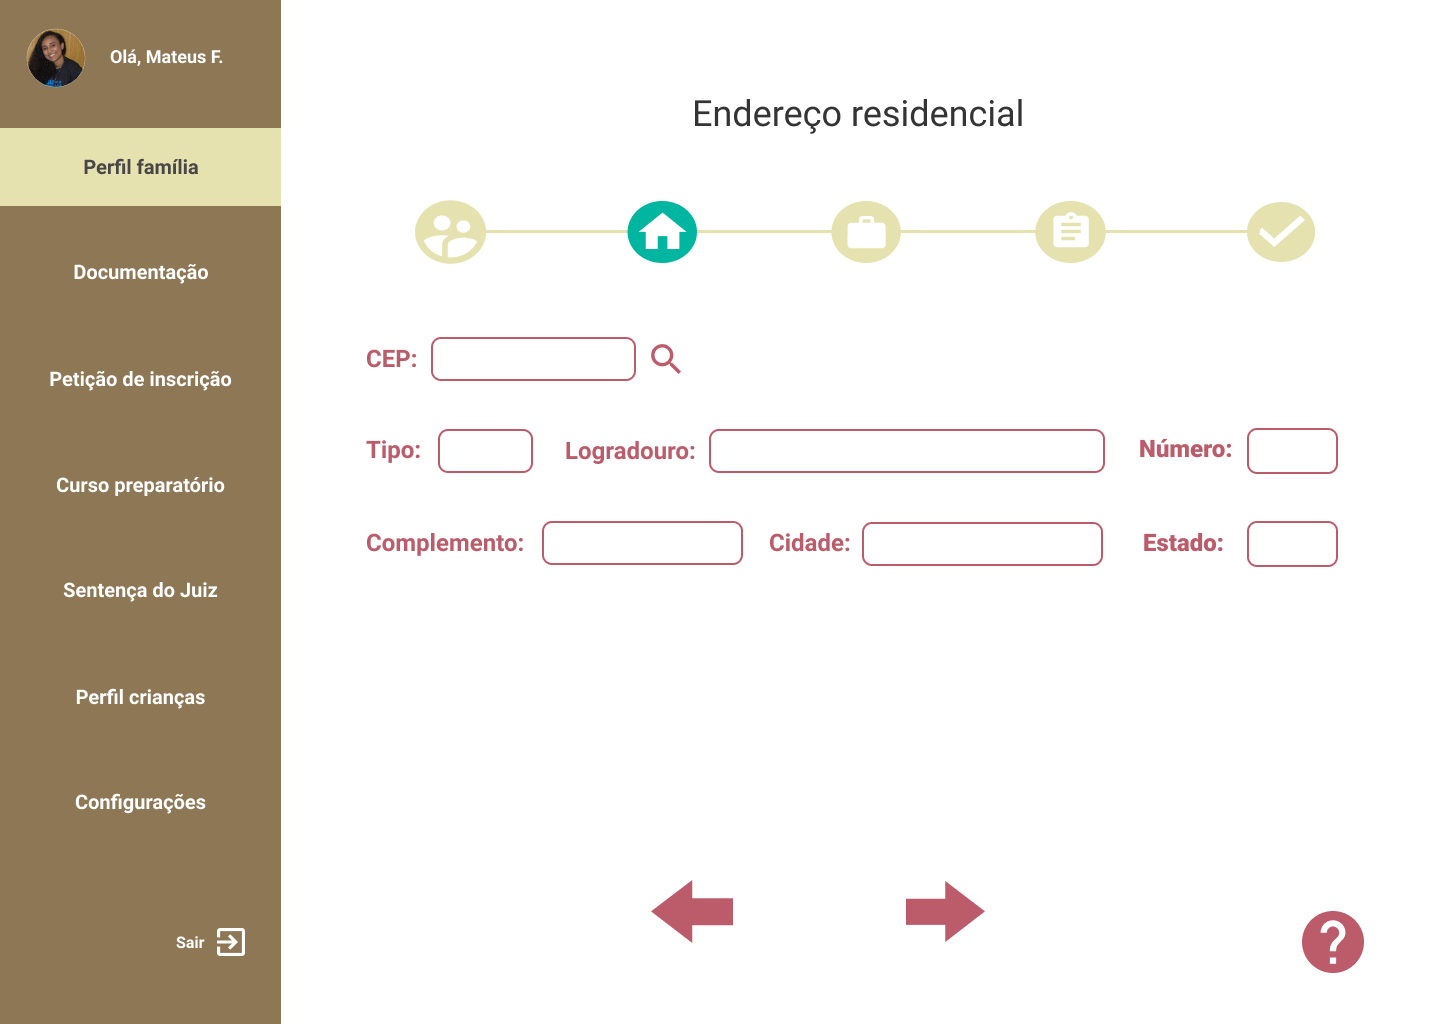 Olá, Mateus F.
Perfil família
Documentação
Petição de inscrição
Curso preparatório
Sentença do Juiz
Perfil crianças
Configurações
Sair
Endereço residencial
CEP:
Tipo: Logradouro: Número:
Complemento: Cidade: Estado:
?